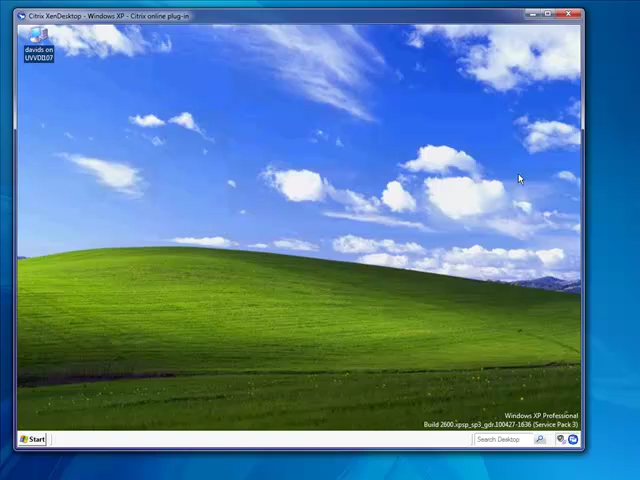 Citrix XenDesktop - Windows XP - Citrix online plug-in
davids on
UVVDI107
Windows XP Professional
Build 2600.xpsp_sp3_gdr.100427-1636 (Service Pack 3)
Start
Search Desktop